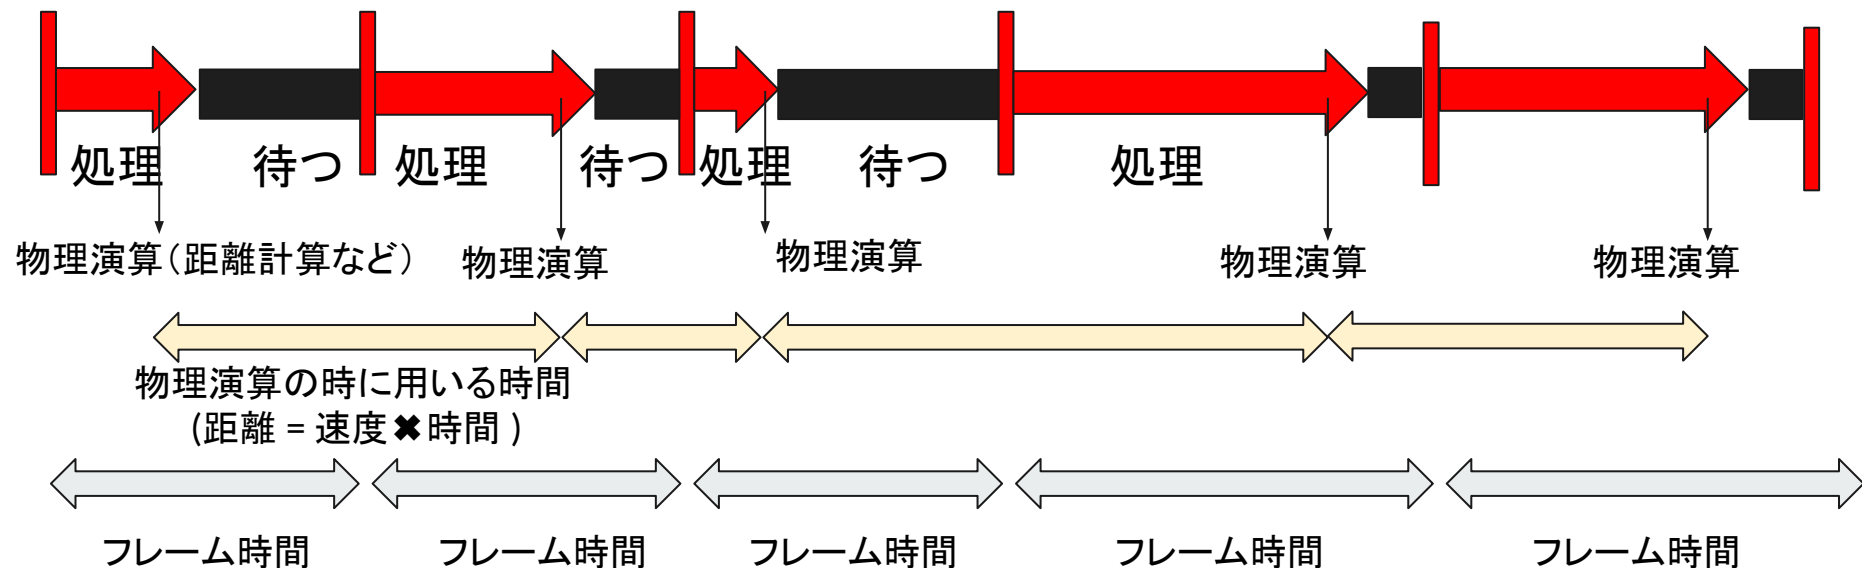 処理
待つ
処理
待つ
処理
待つ
処理
物理演算(距離計算など)
物理演算
物理演算
物理演算
物理演算
物理演算の時に用いる時間
(距離 = 速度✖時間 )
フレーム時間
フレーム時間
フレーム時間
フレーム時間
フレーム時間